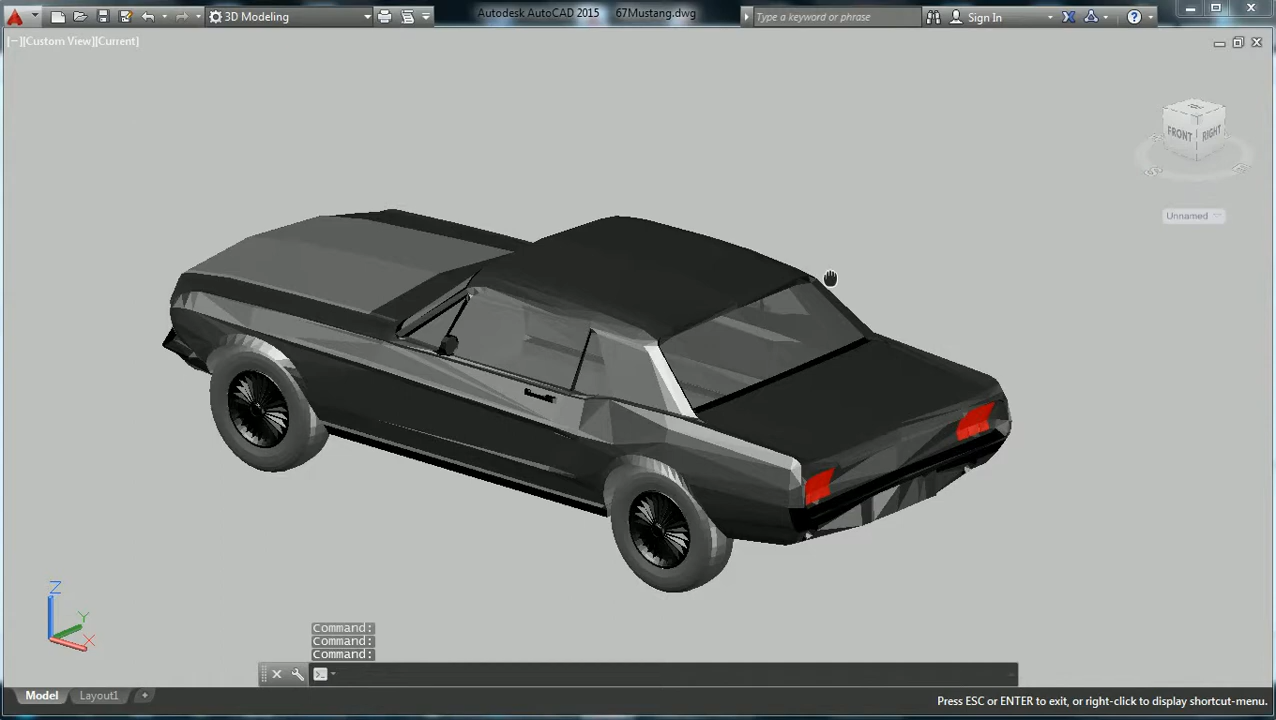 3D Modeling
Autodesk AutoCAD 2015 67Mustang.dwg
Type a keyword or phrase
Sign In
[−][Custom View][Current]
FRONT RIGHT
Unnamed
Z
Y
X
Command:
Command:
Command:
Model Layout1 +
Press ESC or ENTER to exit, or right-click to display shortcut-menu.